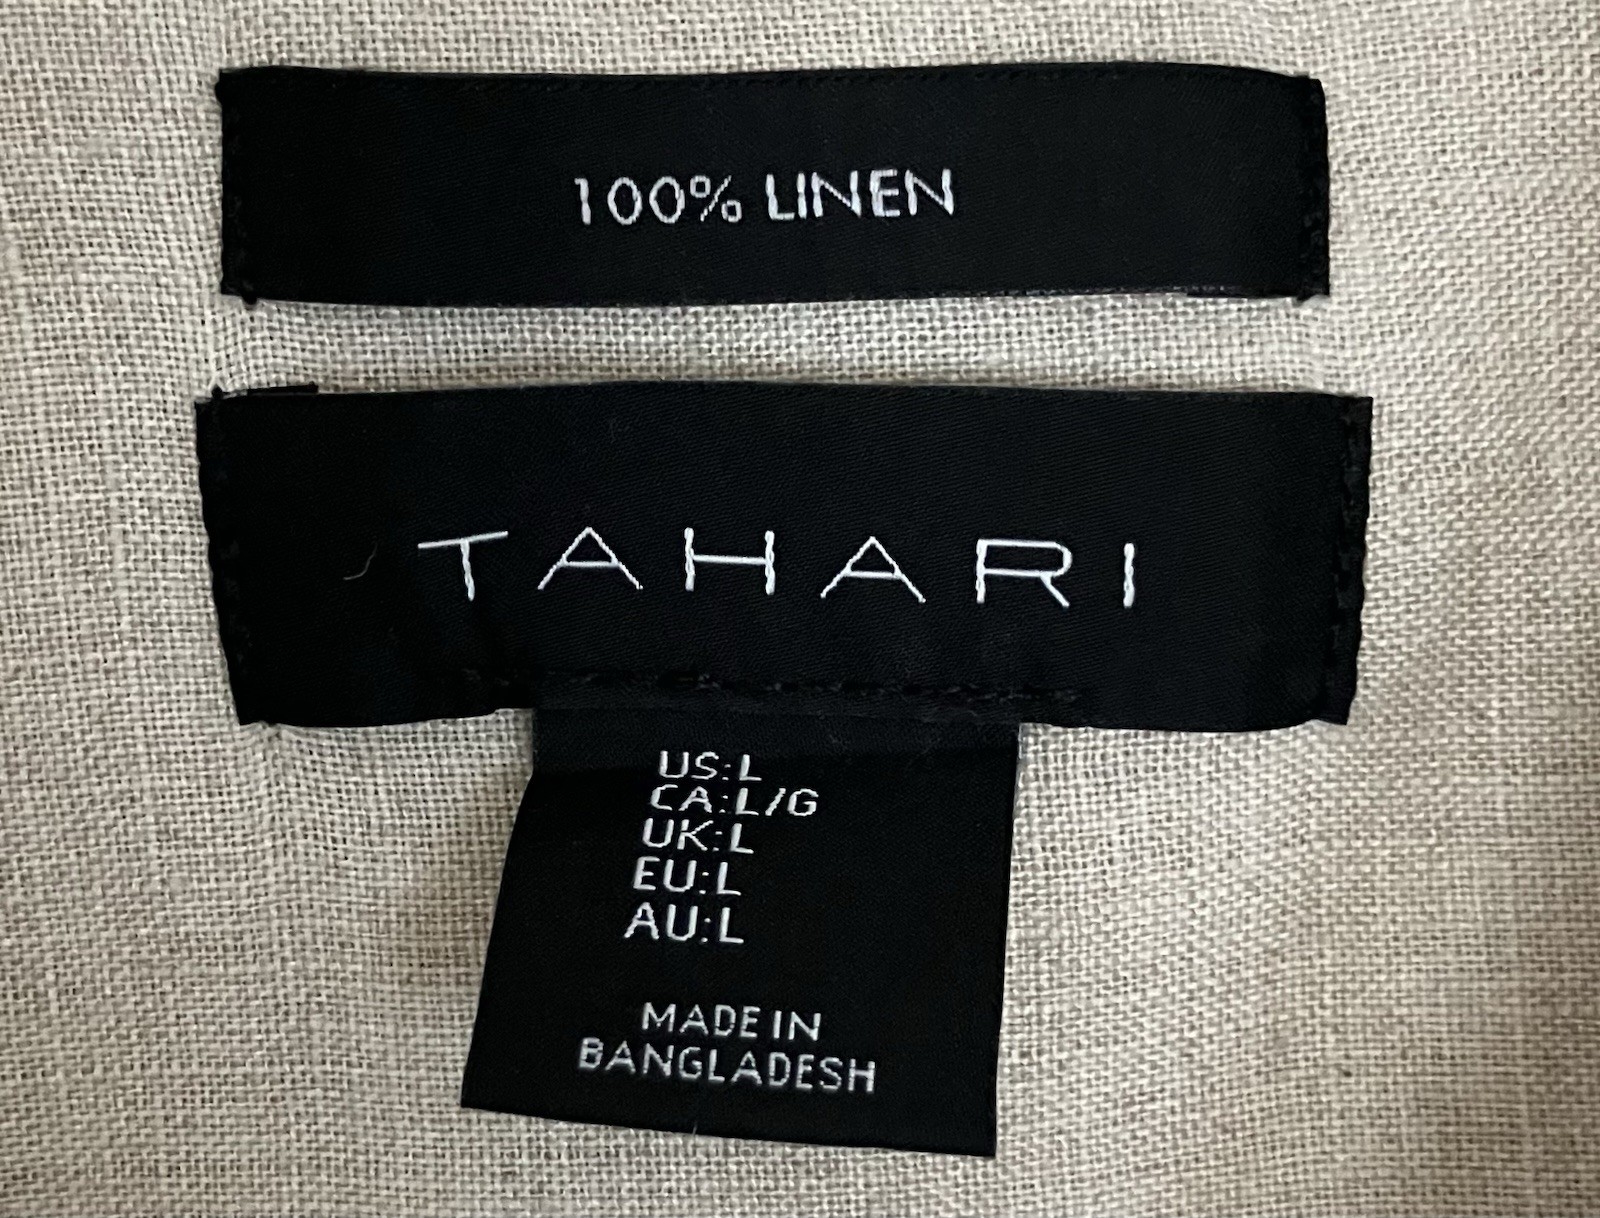 100% LINEN
TAHARI
US:L
CA:L/G
UK:L
EU:L
AU:L
MADE IN
BANGLADESH